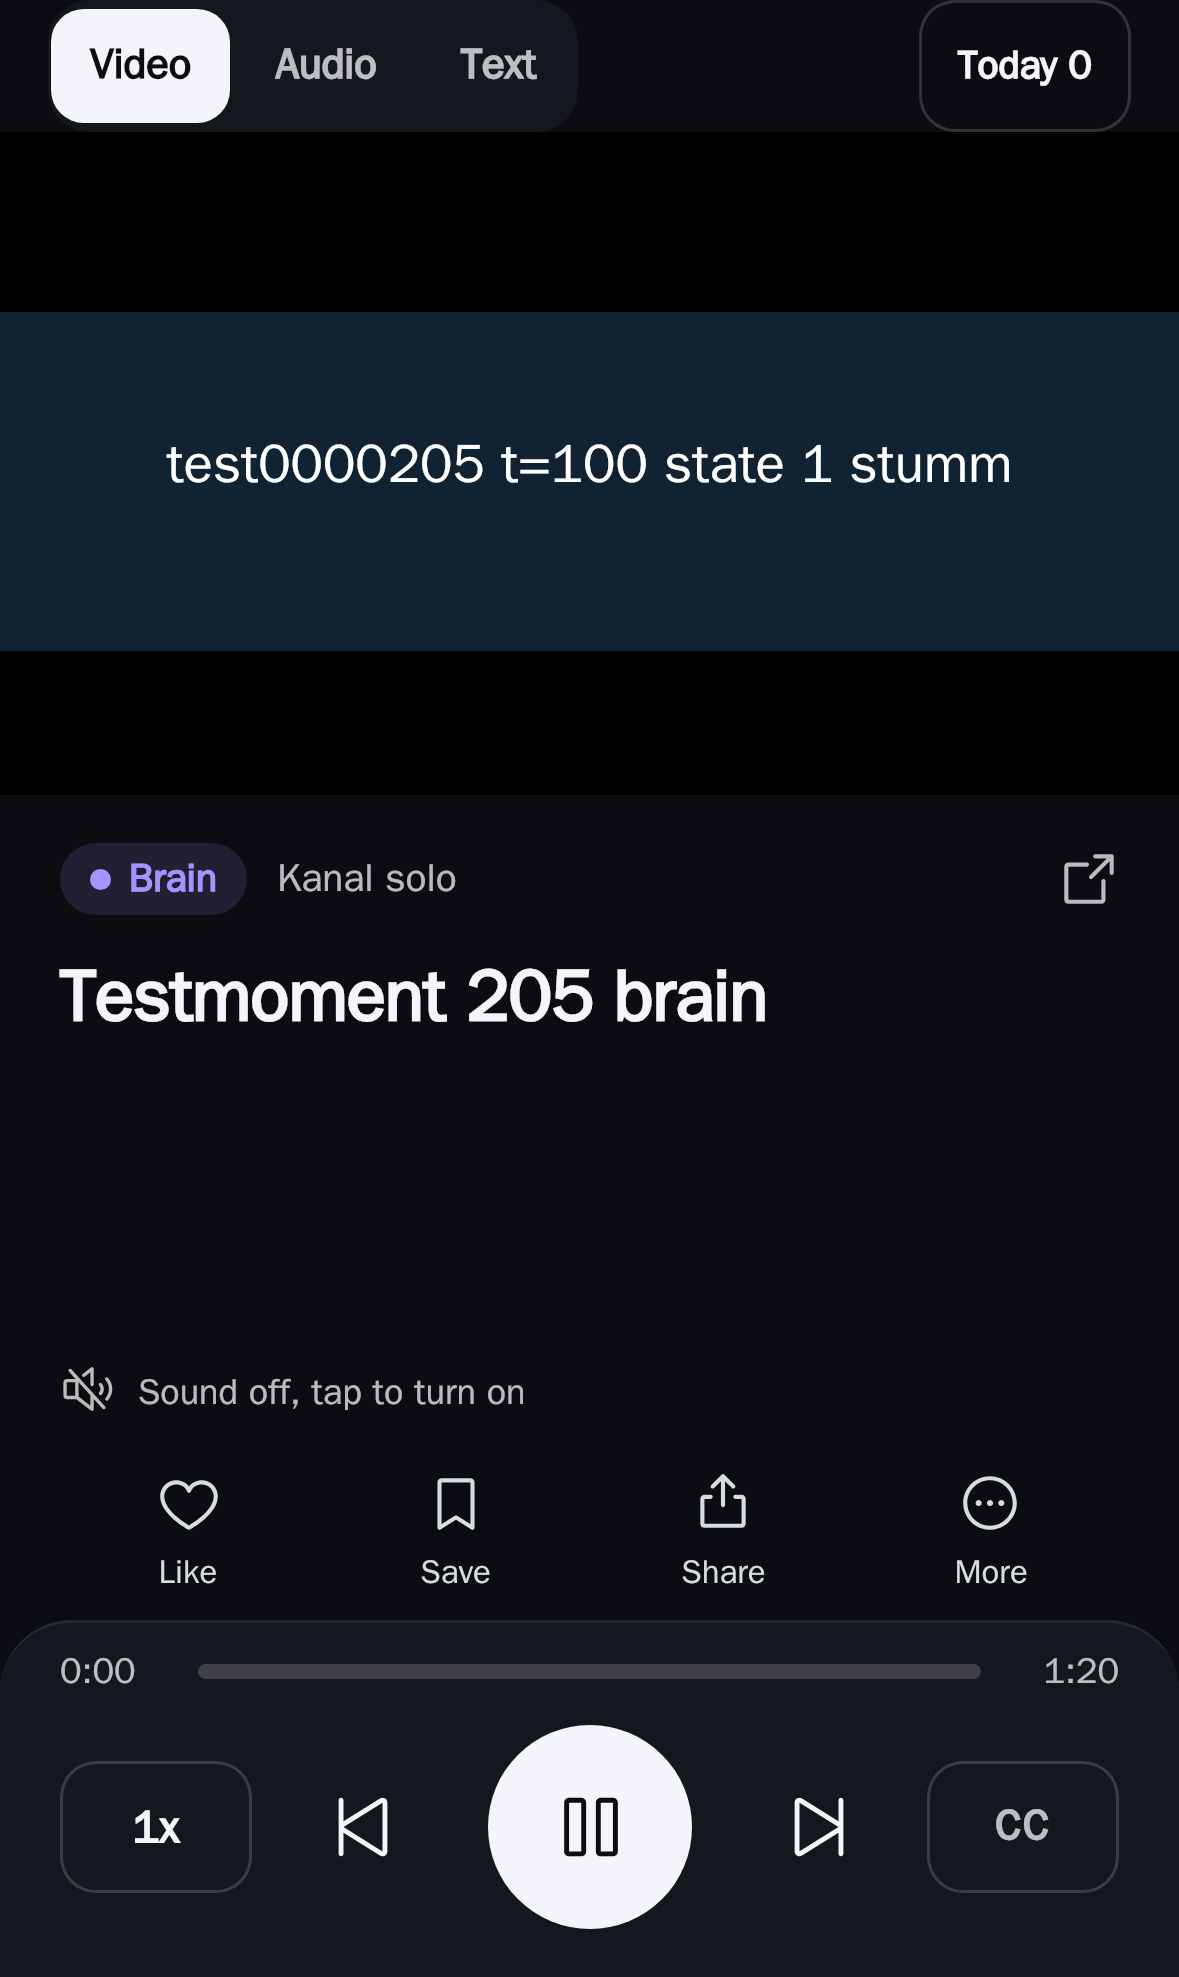 Video Audio Text Today 0
test0000205 t=100 state 1 stumm
Brain Kanal solo
Testmoment 205 brain
Sound off, tap to turn on
Like Save Share More
0:00 1:20
1x CC